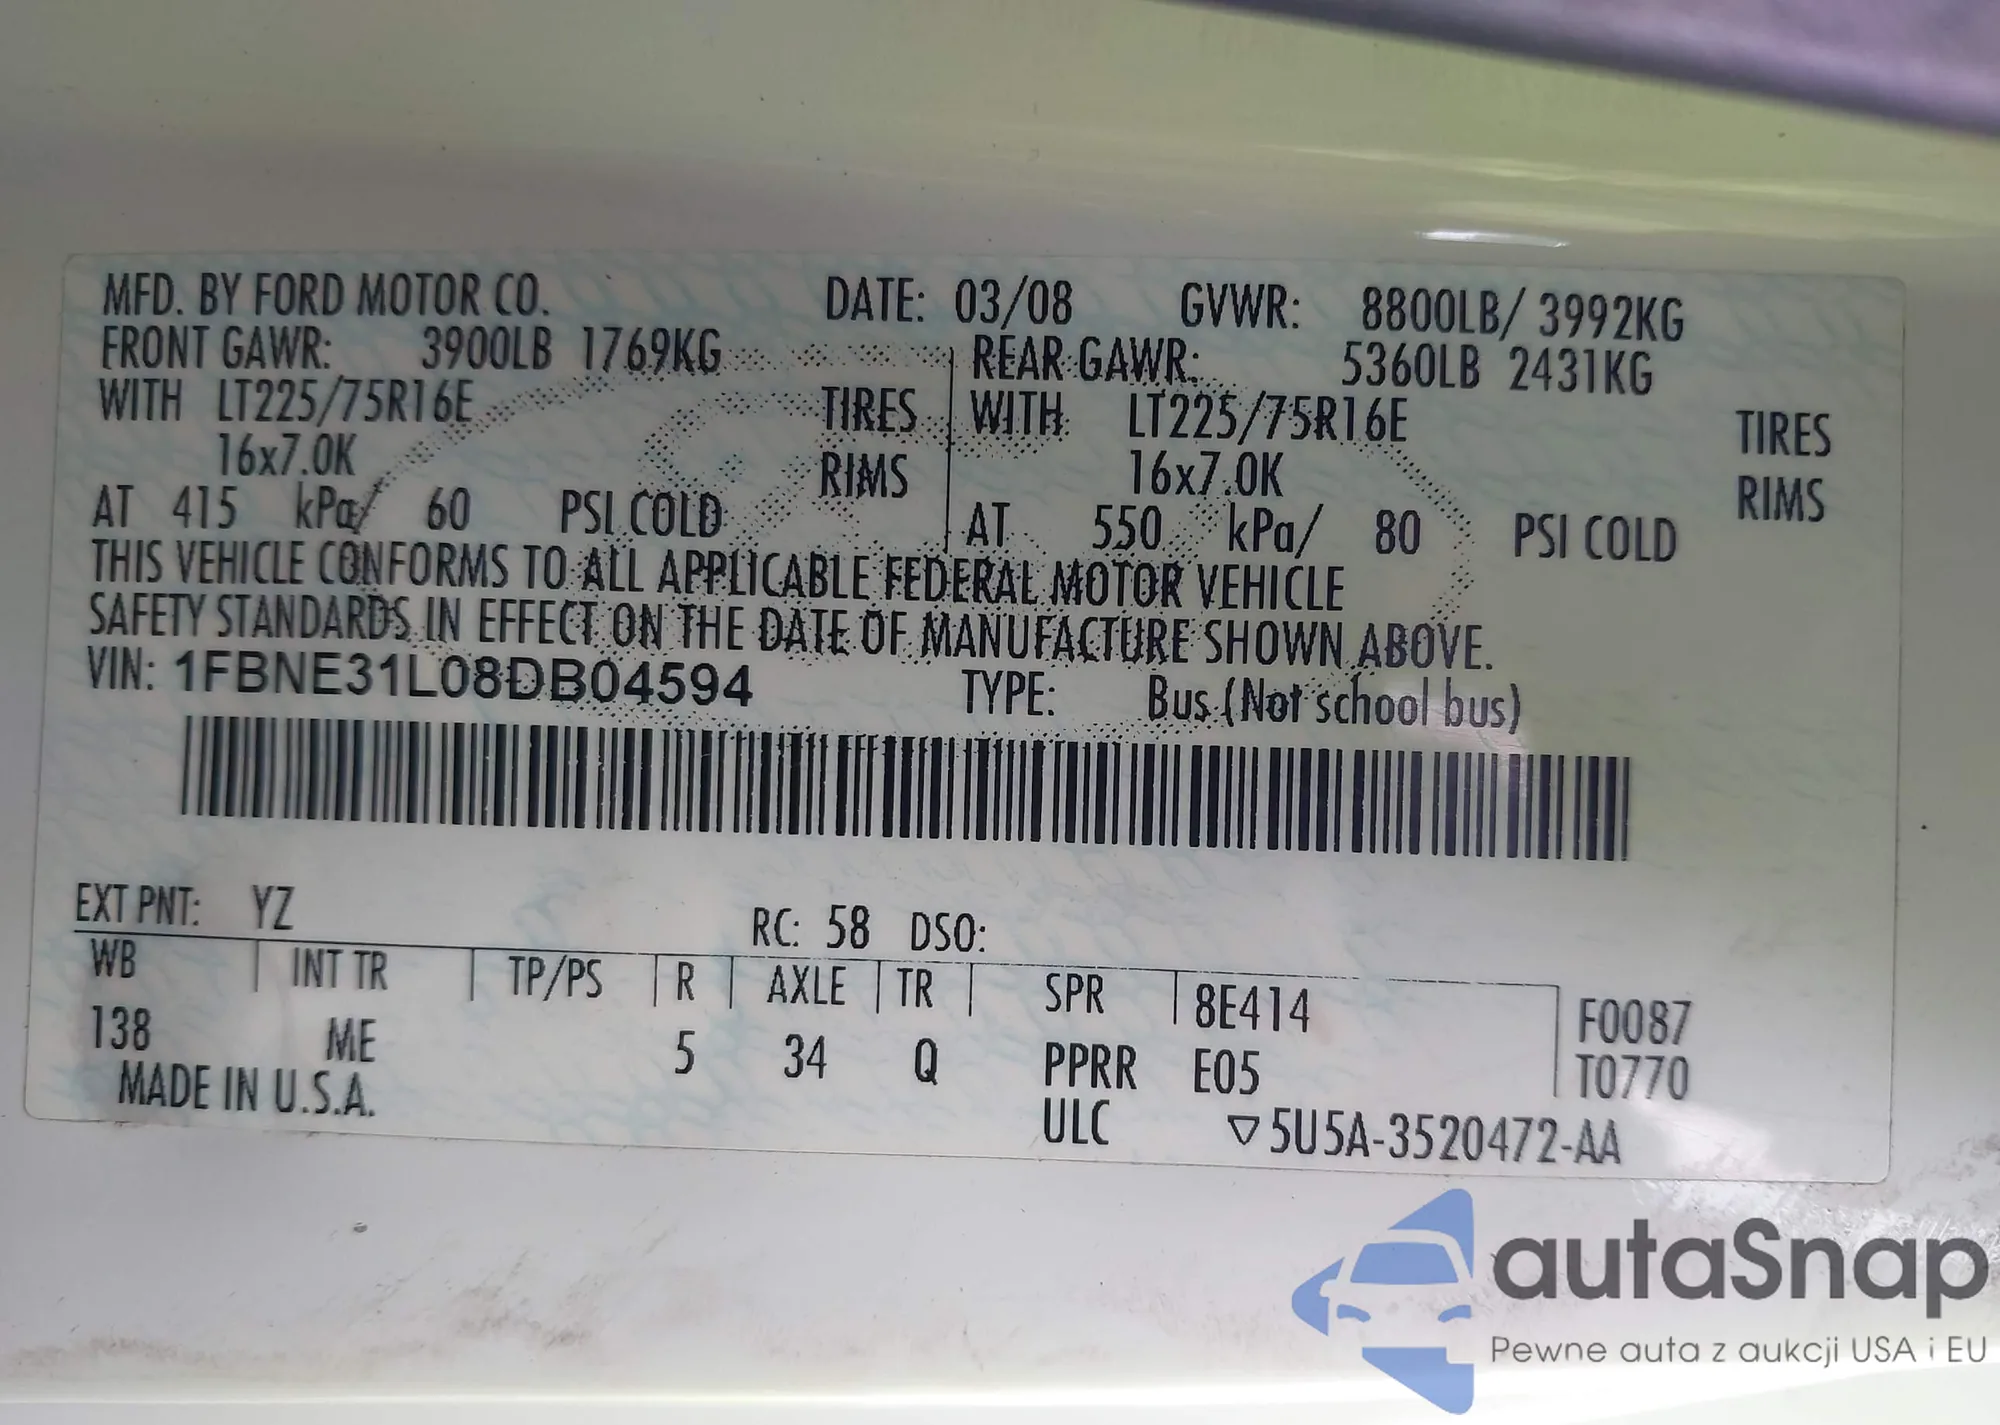 MFD. BY FORD MOTOR CO. DATE: 03/08 GVWR: 8800LB/ 3992KG
FRONT GAWR: 3900LB 1769KG REAR GAWR: 5360LB 2431KG
WITH LT225/75R16E TIRES WITH LT225/75R16E TIRES
16x7.0K RIMS 16x7.0K RIMS
AT 415 kPa/ 60 PSI COLD AT 550 kPa/ 80 PSI COLD
THIS VEHICLE CONFORMS TO ALL APPLICABLE FEDERAL MOTOR VEHICLE
SAFETY STANDARDS IN EFFECT ON THE DATE OF MANUFACTURE SHOWN ABOVE.
VIN: 1FBNE31L08DB04594 TYPE: Bus (Not school bus)
EXT PNT: YZ RC: 58 DSO:
WB INT TR TP/PS R AXLE TR SPR 8E414 F0087
138 ME 5 34 Q PPRR E05 T0770
MADE IN U.S.A. ULC ▽5U5A-3520472-AA
autoSnap
Pewne auta z aukcji USA i EU